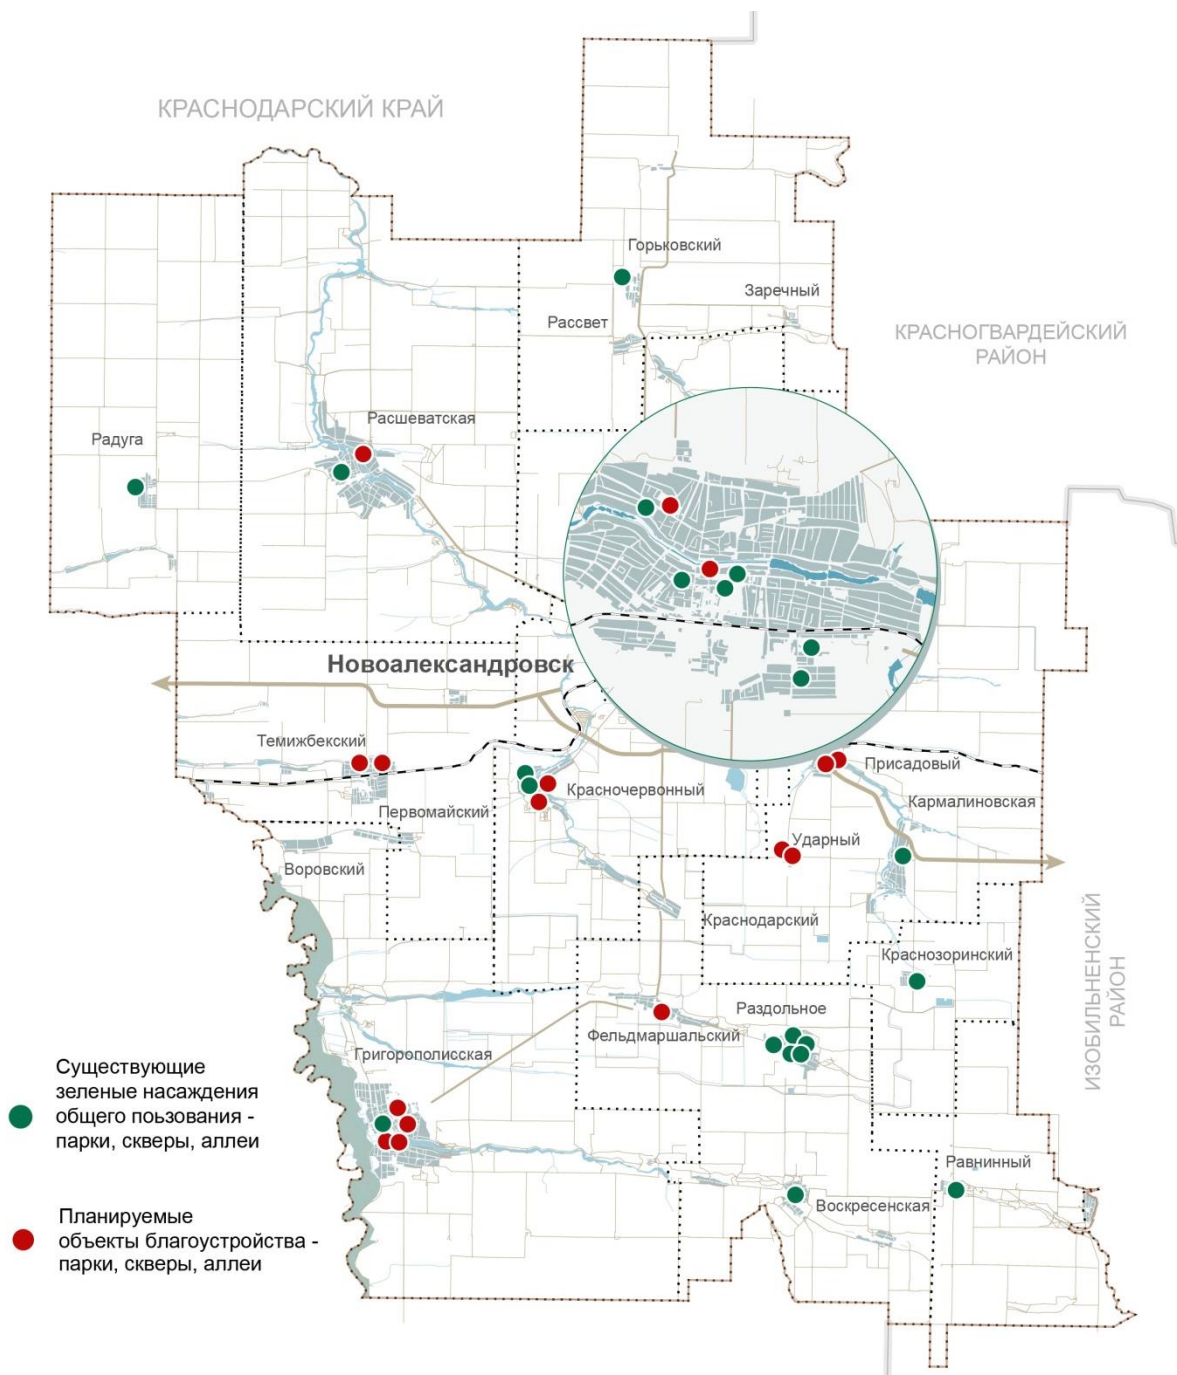 КРАСНОДАРСКИЙ КРАЙ
Горьковский
Заречный
Рассвет
КРАСНОГВАРДЕЙСКИЙ
РАЙОН
Расшеватская
Радуга
Новоалександровск
Темижбекский
Присадовый
Красночервонный
Кармалиновская
Первомайский
Ударный
Воровский
Краснодарский
Краснозоринский
ИЗОБИЛЬНЕНСКИЙ
РАЙОН
Раздольное
Фельдмаршальский
Григорополисская
Равнинный
Воскресенская
Существующие
зеленые насаждения
общего поьзования -
парки, скверы, аллеи
Планируемые
объекты благоустройства -
парки, скверы, аллеи